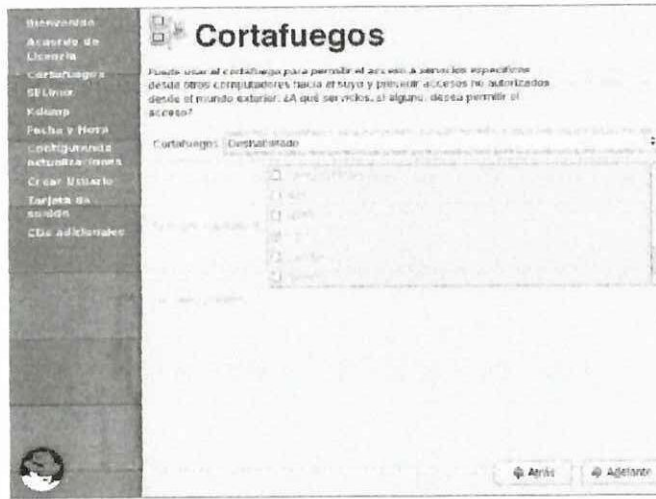 Bienvenido
Acuerdo de
Licencia
Cortafuegos
SELinux
Kdump
Fecha y Hora
Configurando
actualizaciones
Crear Usuario
Tarjeta de
sonido
CDs adicionales
Cortafuegos
Puede usar el cortafuego para permitir el acceso a servicios específicos
desde otros computadores hacia el suyo y prevenir accesos no autorizados
desde el mundo exterior. ¿A qué servicios, si alguno, desea permitir el
acceso?
Cortafuegos: Deshabilitado
Atrás
Adelante